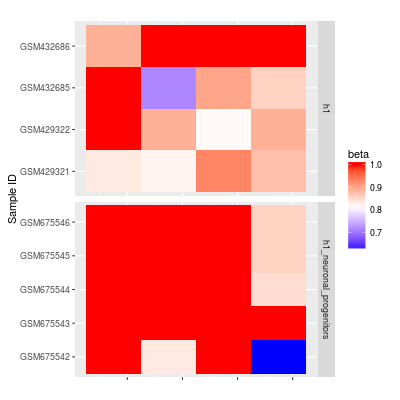 GSM432686
GSM432685
GSM429322
GSM429321
h1
GSM675546
GSM675545
GSM675544
GSM675543
GSM675542
h1_neuronal_progenitors
Sample ID
beta
1.0
0.9
0.8
0.7